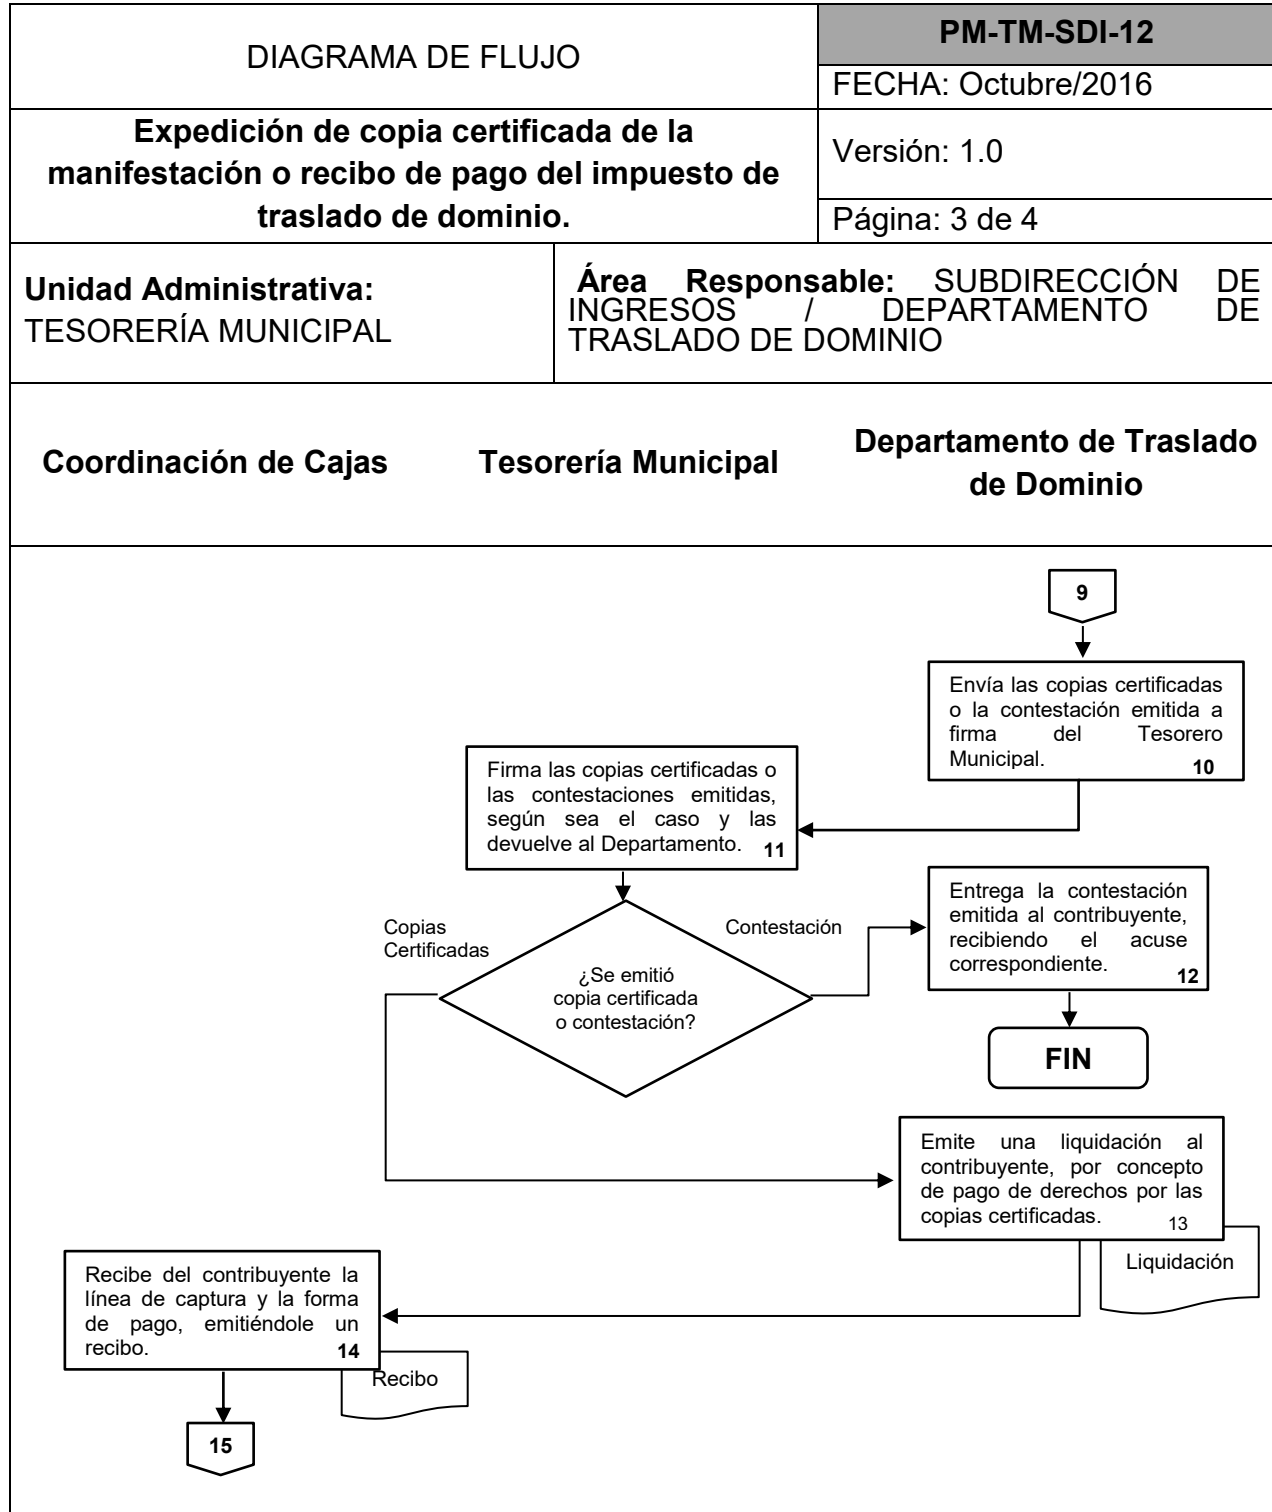 DIAGRAMA DE FLUJO
PM-TM-SDI-12
FECHA: Octubre/2016
Expedición de copia certificada de la
manifestación o recibo de pago del impuesto de
traslado de dominio.
Versión: 1.0
Página: 3 de 4
Unidad Administrativa:
TESORERÍA MUNICIPAL
Área Responsable: SUBDIRECCIÓN DE
INGRESOS / DEPARTAMENTO DE
TRASLADO DE DOMINIO
Coordinación de Cajas
Tesorería Municipal
Departamento de Traslado
de Dominio
9
Envía las copias certificadas
o la contestación emitida a
firma del Tesorero
Municipal.
10
Firma las copias certificadas o
las contestaciones emitidas,
según sea el caso y las
devuelve al Departamento.
11
Copias
Certificadas
Contestación
¿Se emitió
copia certificada
o contestación?
Entrega la contestación
emitida al contribuyente,
recibiendo el acuse
correspondiente.
12
FIN
Emite una liquidación al
contribuyente, por concepto
de pago de derechos por las
copias certificadas.
13
Liquidación
Recibe del contribuyente la
línea de captura y la forma
de pago, emitiéndole un
recibo.
14
Recibo
15